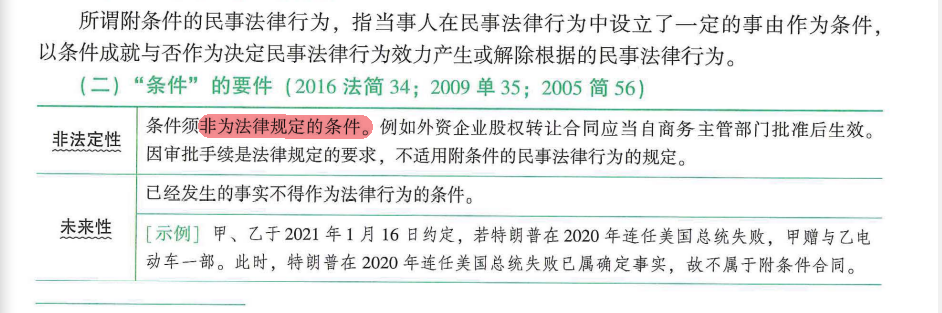 所谓附条件的民事法律行为，指当事人在民事法律行为中设立了一定的事由作为条件，
以条件成就与否作为决定民事法律行为效力产生或解除根据的民事法律行为。
（二）“条件”的要件（2016 法简 34；2009 单 35；2005 简 56）
非法定性
条件须非为法律规定的条件。例如外资企业股权转让合同应当自商务主管部门批准后生效。
因审批手续是法律规定的要求，不适用附条件的民事法律行为的规定。
未来性
已经发生的事实不得作为法律行为的条件。
［示例］甲、乙于 2021 年 1 月 16 日约定，若特朗普在 2020 年连任美国总统失败，甲赠与乙电
动车一部。此时，特朗普在 2020 年连任美国总统失败已属确定事实，故不属于附条件合同。